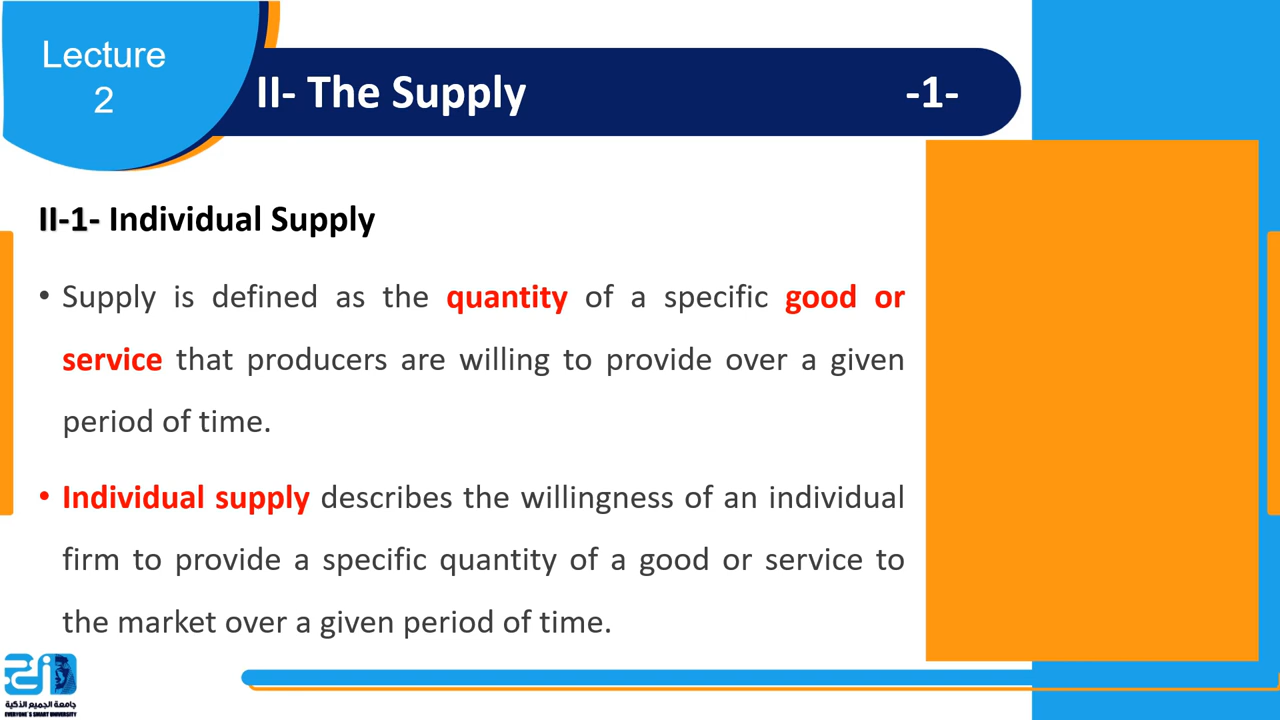 Lecture
2
II- The Supply -1-
II-1- Individual Supply
• Supply is defined as the quantity of a specific good or
service that producers are willing to provide over a given
period of time.
• Individual supply describes the willingness of an individual
firm to provide a specific quantity of a good or service to
the market over a given period of time.
جامعة الجميع الذكية
EVERYONE'S SMART UNIVERSITY